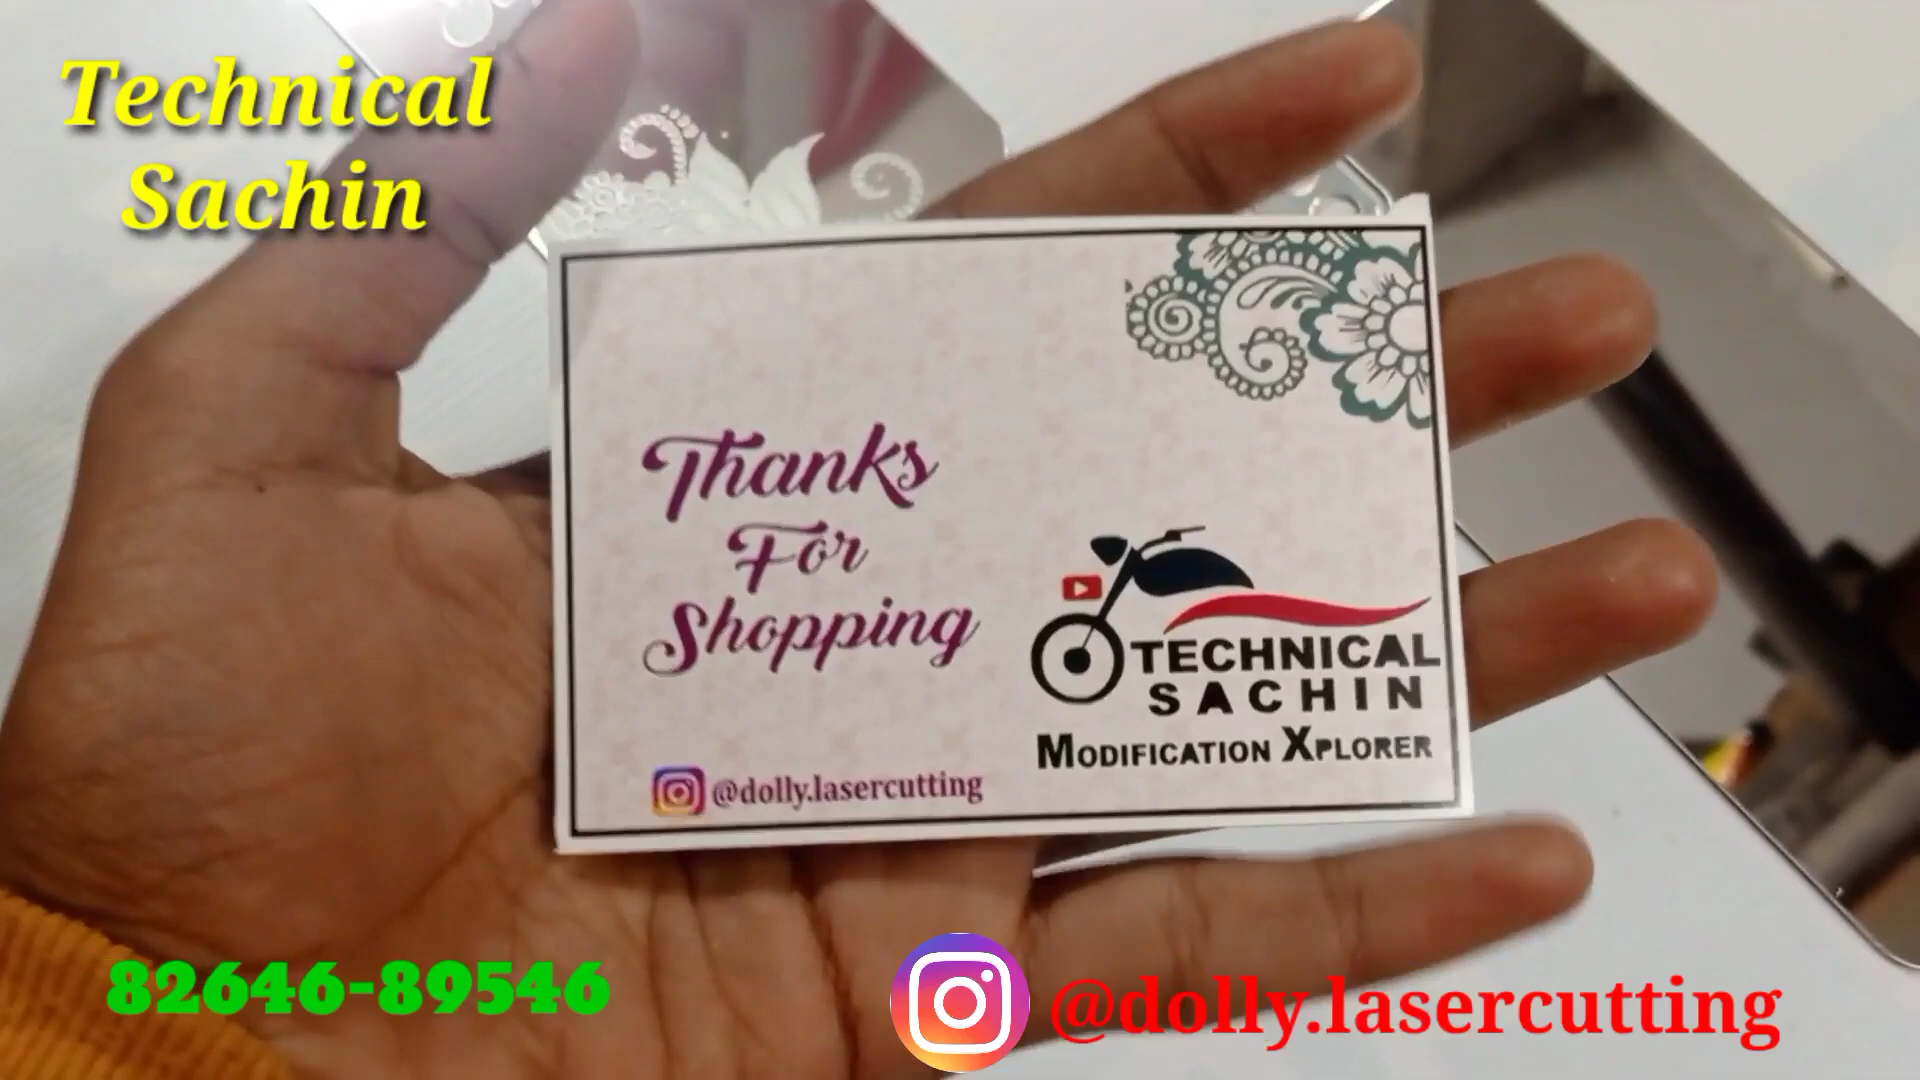 Technical
Sachin
Thanks
For
Shopping
TECHNICAL
SACHIN
MODIFICATION XPLORER
@dolly.lasercutting
82646-89546
@dolly.lasercutting